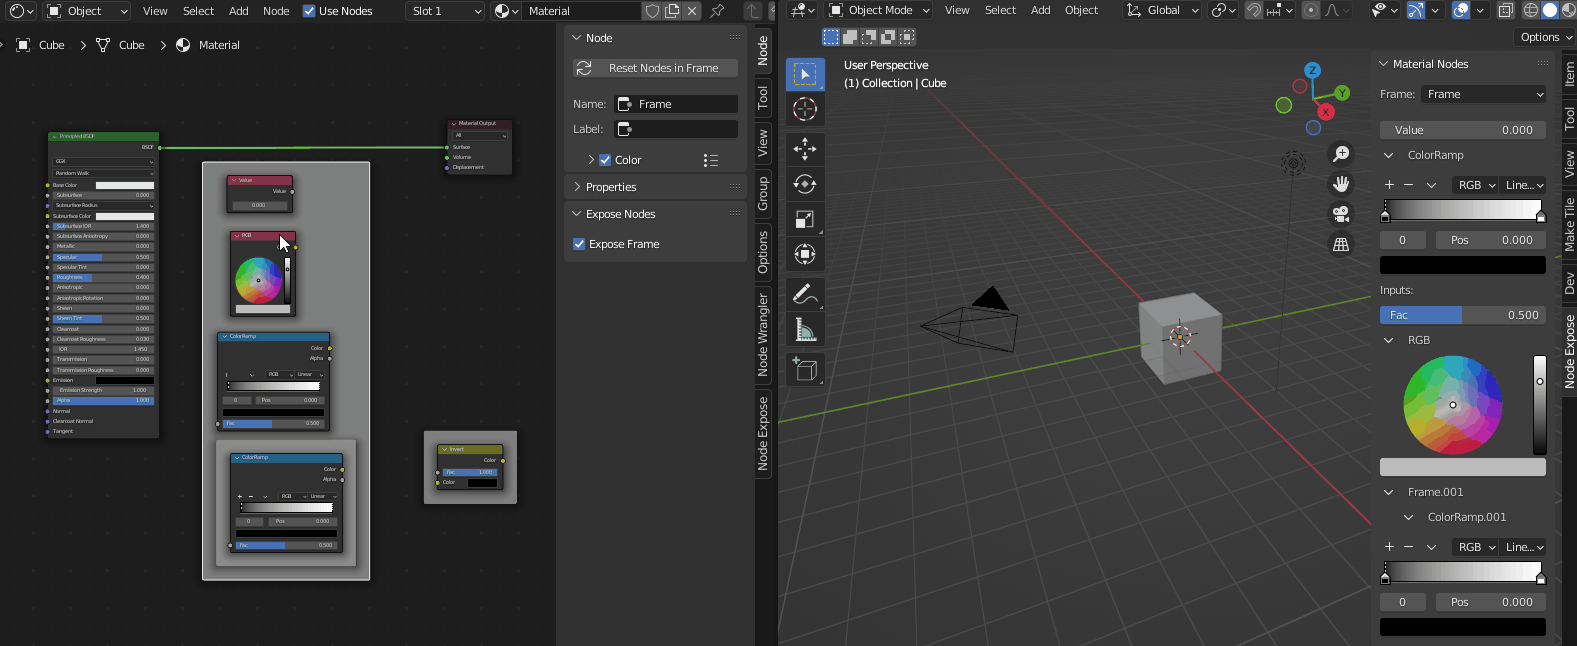 Object View Select Add Node Use Nodes Slot 1 Material
Cube Cube Material
Principled BSDF
BSDF
GGX
Random Walk
Base Color
Subsurface 0.000
Subsurface Radius
Subsurface Color
Subsurface IOR 1.400
Subsurface Anisotropy 0.000
Metallic 0.000
Specular 0.500
Specular Tint 0.000
Roughness 0.400
Anisotropic 0.000
Anisotropic Rotation 0.000
Sheen 0.000
Sheen Tint 0.500
Clearcoat 0.000
Clearcoat Roughness 0.030
IOR 1.450
Transmission 0.000
Transmission Roughness 0.000
Emission
Emission Strength 1.000
Alpha 1.000
Normal
Clearcoat Normal
Tangent
Value
Value
0.000
RGB
ColorRamp
Color
Alpha
RGB Linear
0 Pos 0.000
Fac 0.500
ColorRamp
Color
Alpha
+ − RGB Linear
0 Pos 0.000
Fac 0.500
Material Output
All
Surface
Volume
Displacement
Invert
Color
Fac 1.000
Color
Node
Reset Nodes in Frame
Name: Frame
Label:
Color
Properties
Expose Nodes
Expose Frame
Node
Tool
View
Group
Options
Node Wrangler
Node Expose
Object Mode View Select Add Object Global
Options
User Perspective
(1) Collection | Cube
Z
Y
X
Material Nodes
Frame: Frame
Value 0.000
ColorRamp
+ − RGB Line...
0 Pos 0.000
Inputs:
Fac 0.500
RGB
Frame.001
ColorRamp.001
+ − RGB Line...
0 Pos 0.000
Item
Tool
View
Make Tile
Dev
Node Expose